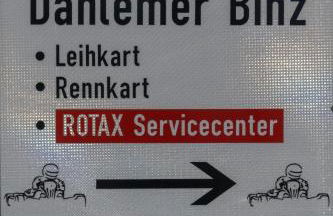 Dahlemer Binz
• Leihkart
• Rennkart
• ROTAX Servicecenter